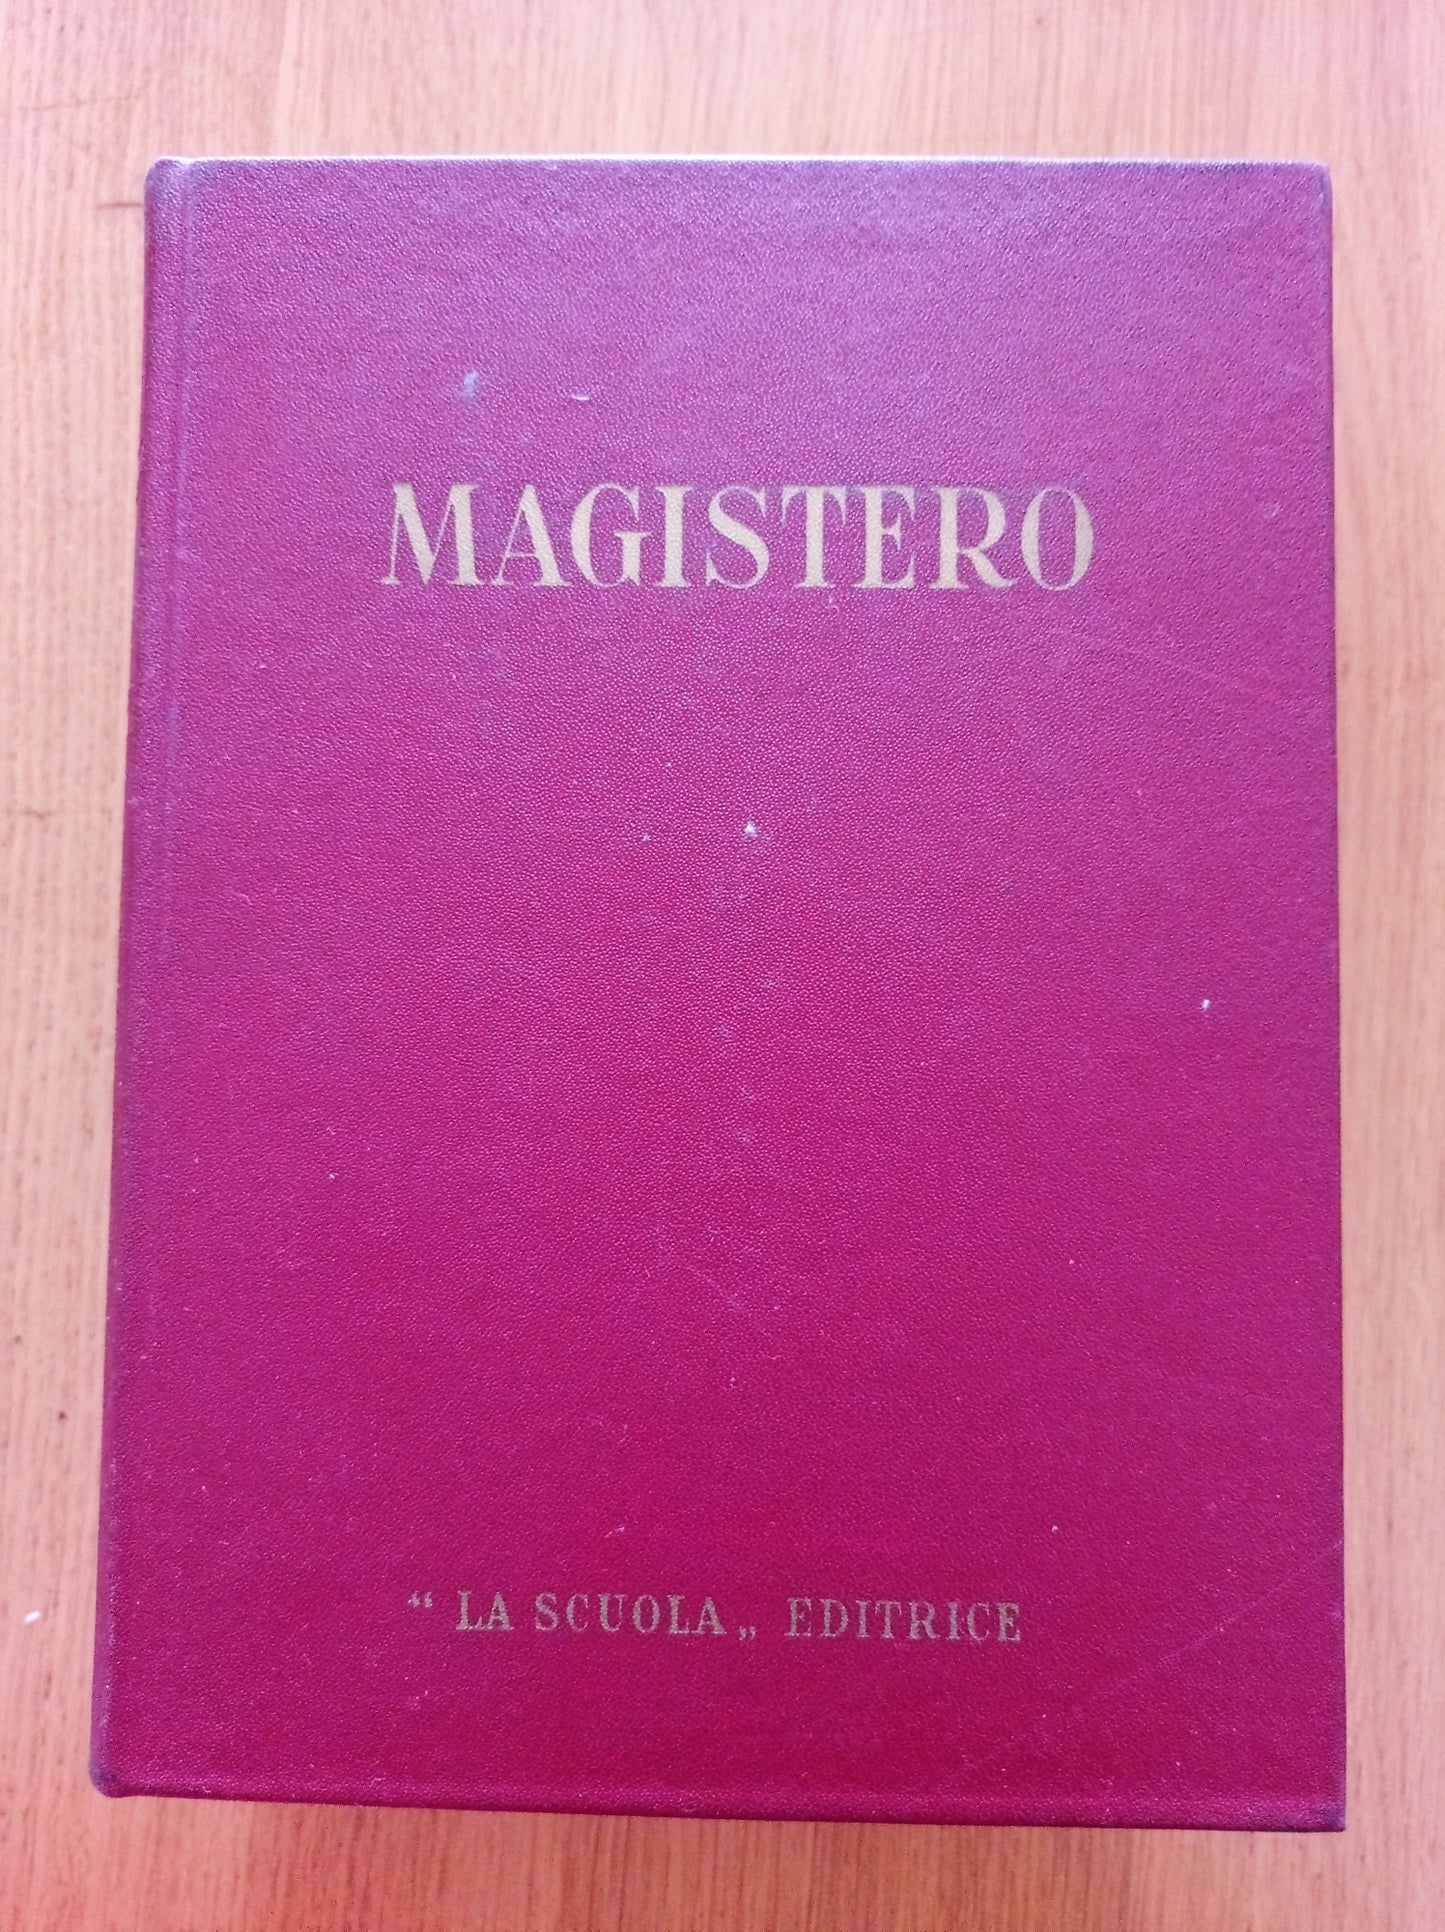 MAGISTERO
“ LA SCUOLA „ EDITRICE